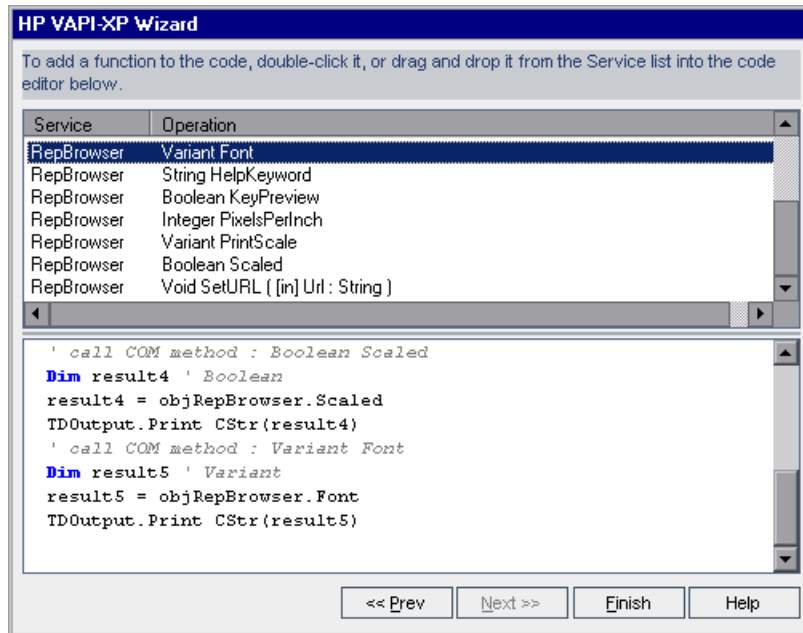 HP VAPI-XP Wizard
To add a function to the code, double-click it, or drag and drop it from the Service list into the code
editor below.
Service Operation
RepBrowser Variant Font
RepBrowser String HelpKeyword
RepBrowser Boolean KeyPreview
RepBrowser Integer PixelsPerInch
RepBrowser Variant PrintScale
RepBrowser Boolean Scaled
RepBrowser Void SetURL ( [in] Url : String )
' call COM method : Boolean Scaled
Dim result4 ' Boolean
result4 = objRepBrowser.Scaled
TDOutput.Print CStr(result4)
' call COM method : Variant Font
Dim result5 ' Variant
result5 = objRepBrowser.Font
TDOutput.Print CStr(result5)
<< Prev Next >> Finish Help